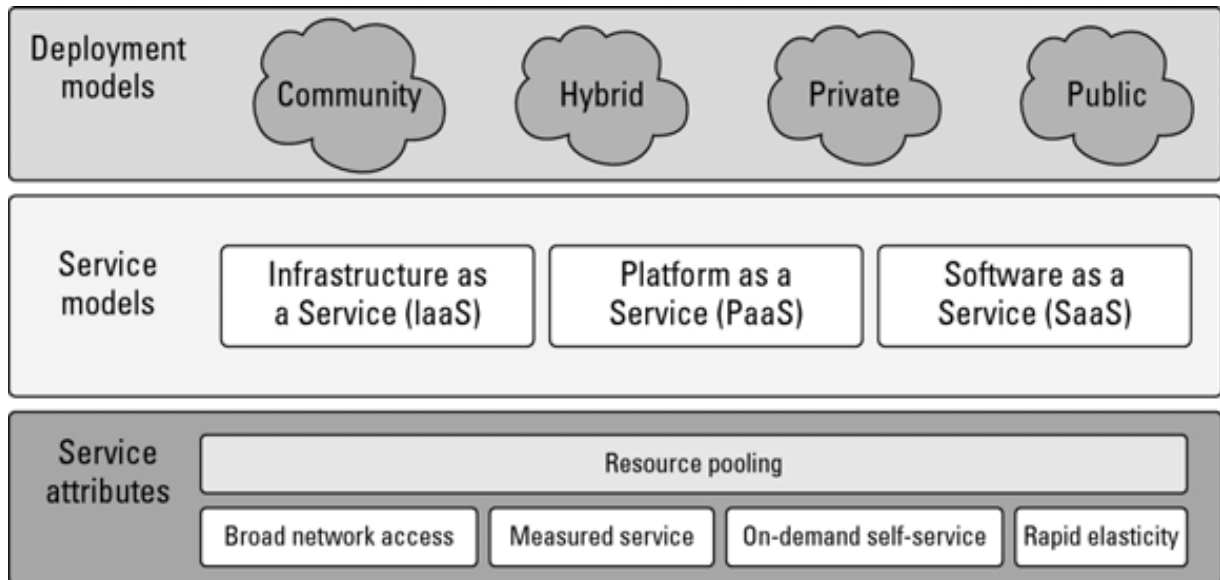 Deployment
models
Community
Hybrid
Private
Public
Service
models
Infrastructure as
a Service (IaaS)
Platform as a
Service (PaaS)
Software as a
Service (SaaS)
Service
attributes
Resource pooling
Broad network access
Measured service
On-demand self-service
Rapid elasticity